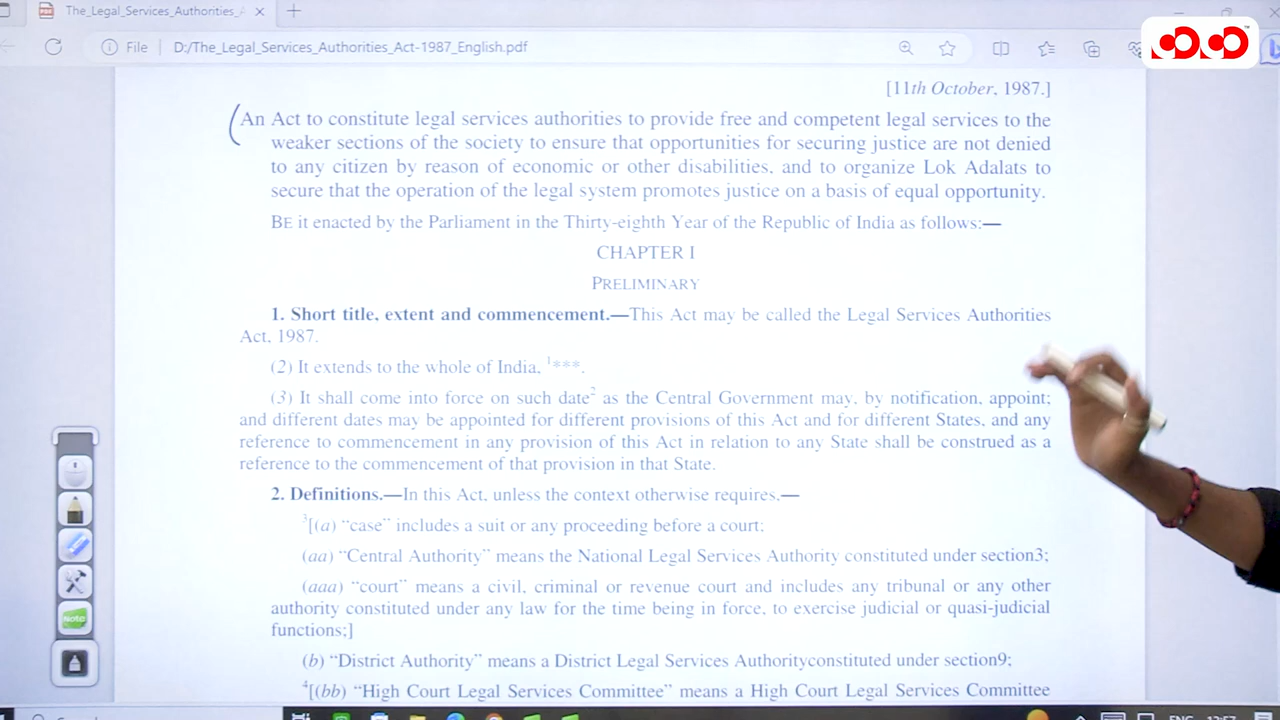 The_Legal_Services_Authorities_A
File D:/The_Legal_Services_Authorities_Act-1987_English.pdf
[11th October, 1987.]
An Act to constitute legal services authorities to provide free and competent legal services to the
weaker sections of the society to ensure that opportunities for securing justice are not denied
to any citizen by reason of economic or other disabilities, and to organize Lok Adalats to
secure that the operation of the legal system promotes justice on a basis of equal opportunity.
BE it enacted by the Parliament in the Thirty-eighth Year of the Republic of India as follows:—
CHAPTER I
PRELIMINARY
1. Short title, extent and commencement.—This Act may be called the Legal Services Authorities
Act, 1987.
(2) It extends to the whole of India, 1***.
(3) It shall come into force on such date2 as the Central Government may, by notification, appoint;
and different dates may be appointed for different provisions of this Act and for different States, and any
reference to commencement in any provision of this Act in relation to any State shall be construed as a
reference to the commencement of that provision in that State.
2. Definitions.—In this Act, unless the context otherwise requires,—
3[(a) “case” includes a suit or any proceeding before a court;
(aa) “Central Authority” means the National Legal Services Authority constituted under section3;
(aaa) “court” means a civil, criminal or revenue court and includes any tribunal or any other
authority constituted under any law for the time being in force, to exercise judicial or quasi-judicial
functions;]
(b) “District Authority” means a District Legal Services Authorityconstituted under section9;
4[(bb) “High Court Legal Services Committee” means a High Court Legal Services Committee
Note